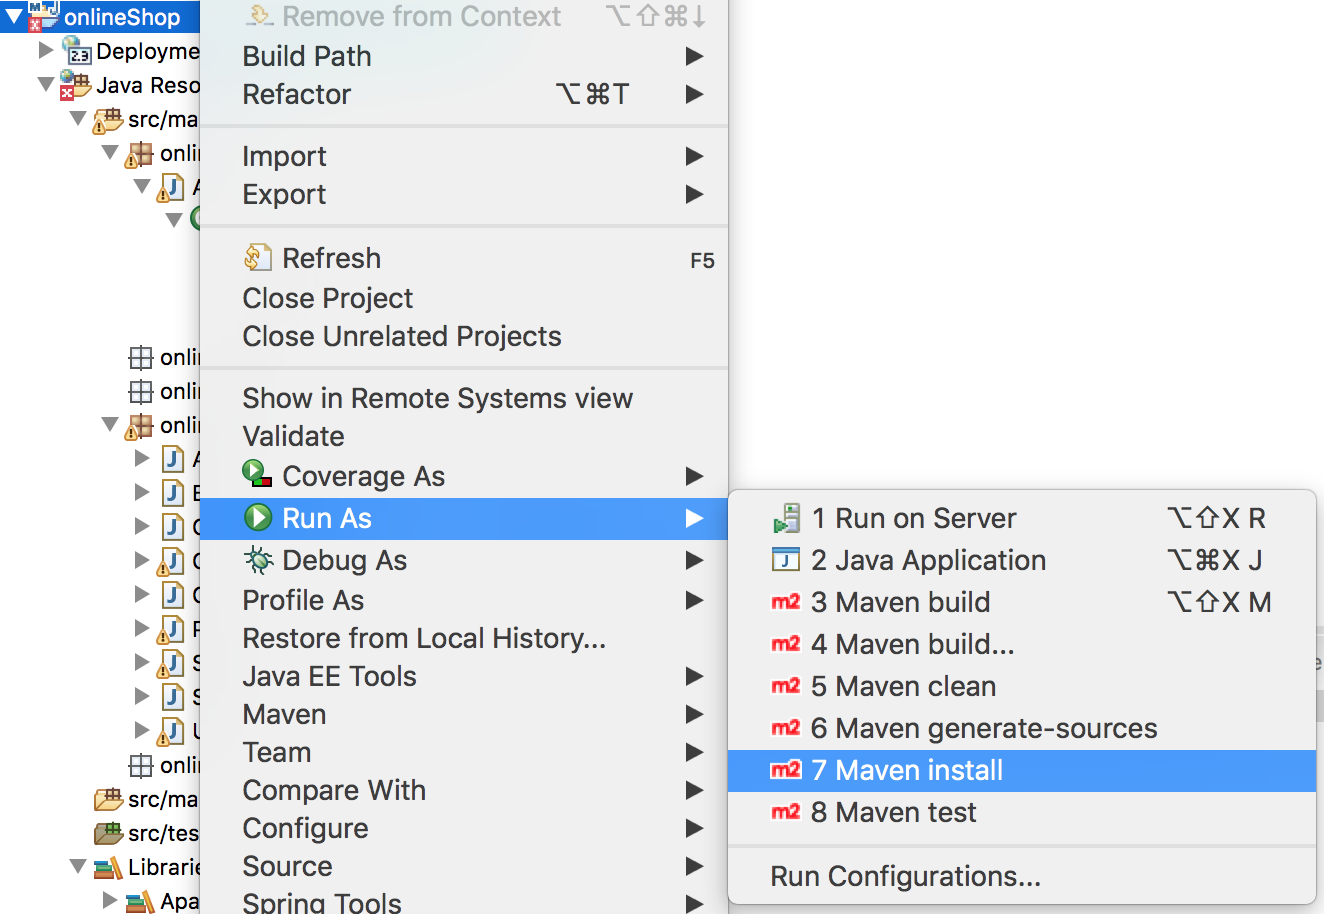 onlineShop
Deployme
Java Reso
src/ma
onli
A
onli
onli
onli
A
C
C
P
S
S
U
onli
src/ma
src/tes
Librarie
Apa
Remove from Context ⌥⇧⌘↓
Build Path
Refactor ⌥⌘T
Import
Export
Refresh F5
Close Project
Close Unrelated Projects
Show in Remote Systems view
Validate
Coverage As
Run As
Debug As
Profile As
Restore from Local History...
Java EE Tools
Maven
Team
Compare With
Configure
Source
Spring Tools
1 Run on Server ⌥⇧X R
2 Java Application ⌥⌘X J
m2 3 Maven build ⌥⇧X M
m2 4 Maven build...
m2 5 Maven clean
m2 6 Maven generate-sources
m2 7 Maven install
m2 8 Maven test
Run Configurations...